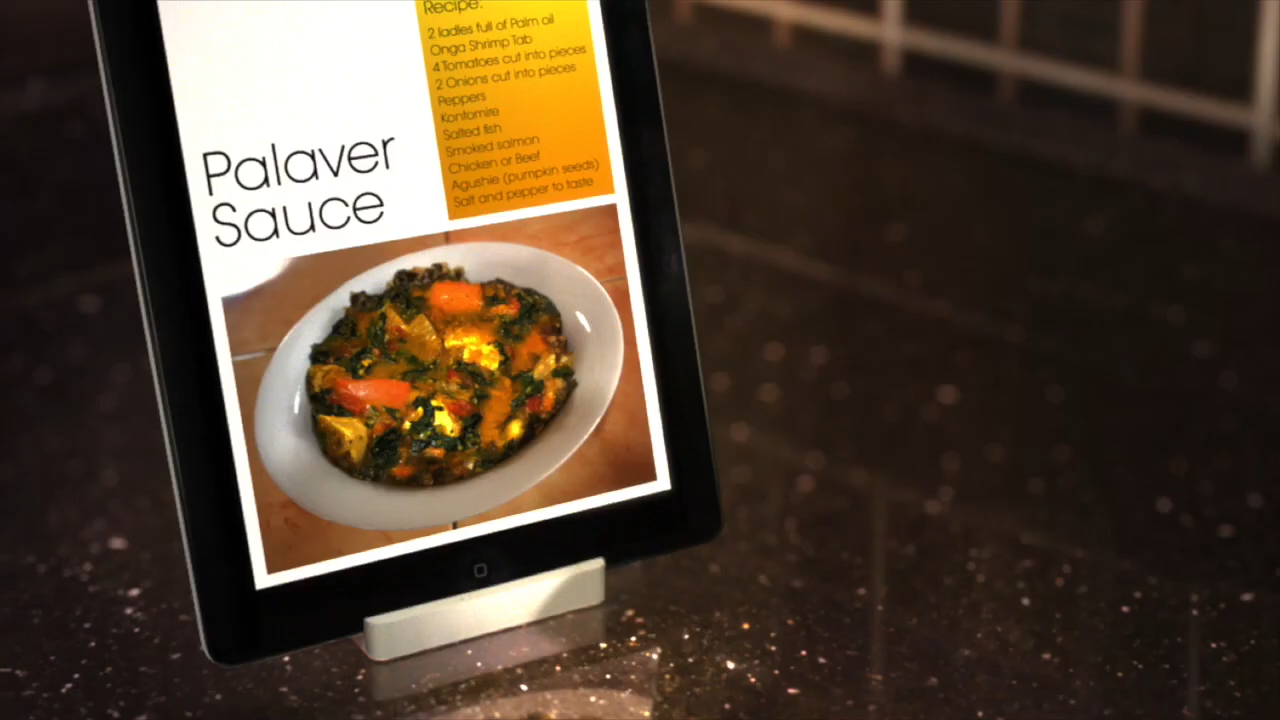 Recipe:
2 ladles full of Palm oil
Onga Shrimp Tab
4 Tomatoes cut into pieces
2 Onions cut into pieces
Peppers
Kontomire
Salted fish
Smoked salmon
Chicken or Beef
Agushie (pumpkin seeds)
Salt and pepper to taste
Palaver
Sauce